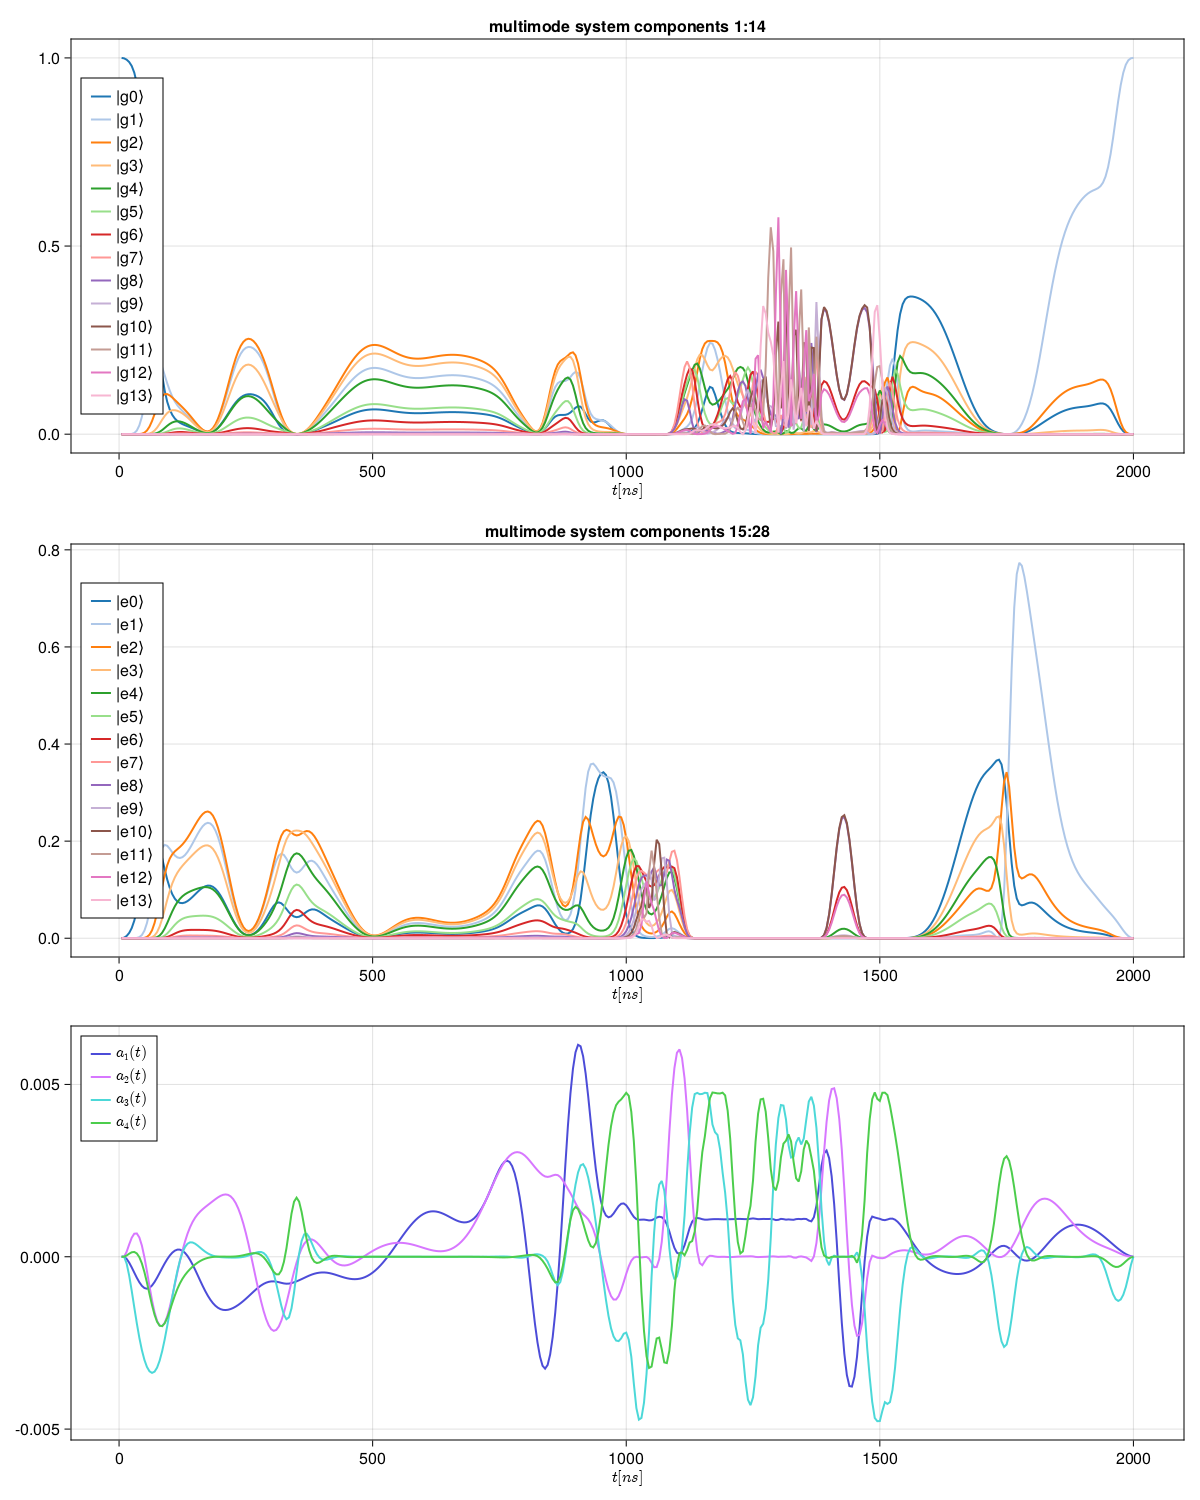 multimode system components 1:14
1.0
0.5
0.0
|g0⟩
|g1⟩
|g2⟩
|g3⟩
|g4⟩
|g5⟩
|g6⟩
|g7⟩
|g8⟩
|g9⟩
|g10⟩
|g11⟩
|g12⟩
|g13⟩
0 500 1000 1500 2000
t[ns]
multimode system components 15:28
0.8
0.6
0.4
0.2
0.0
|e0⟩
|e1⟩
|e2⟩
|e3⟩
|e4⟩
|e5⟩
|e6⟩
|e7⟩
|e8⟩
|e9⟩
|e10⟩
|e11⟩
|e12⟩
|e13⟩
0 500 1000 1500 2000
t[ns]
0.005
0.000
-0.005
a₁(t)
a₂(t)
a₃(t)
a₄(t)
0 500 1000 1500 2000
t[ns]